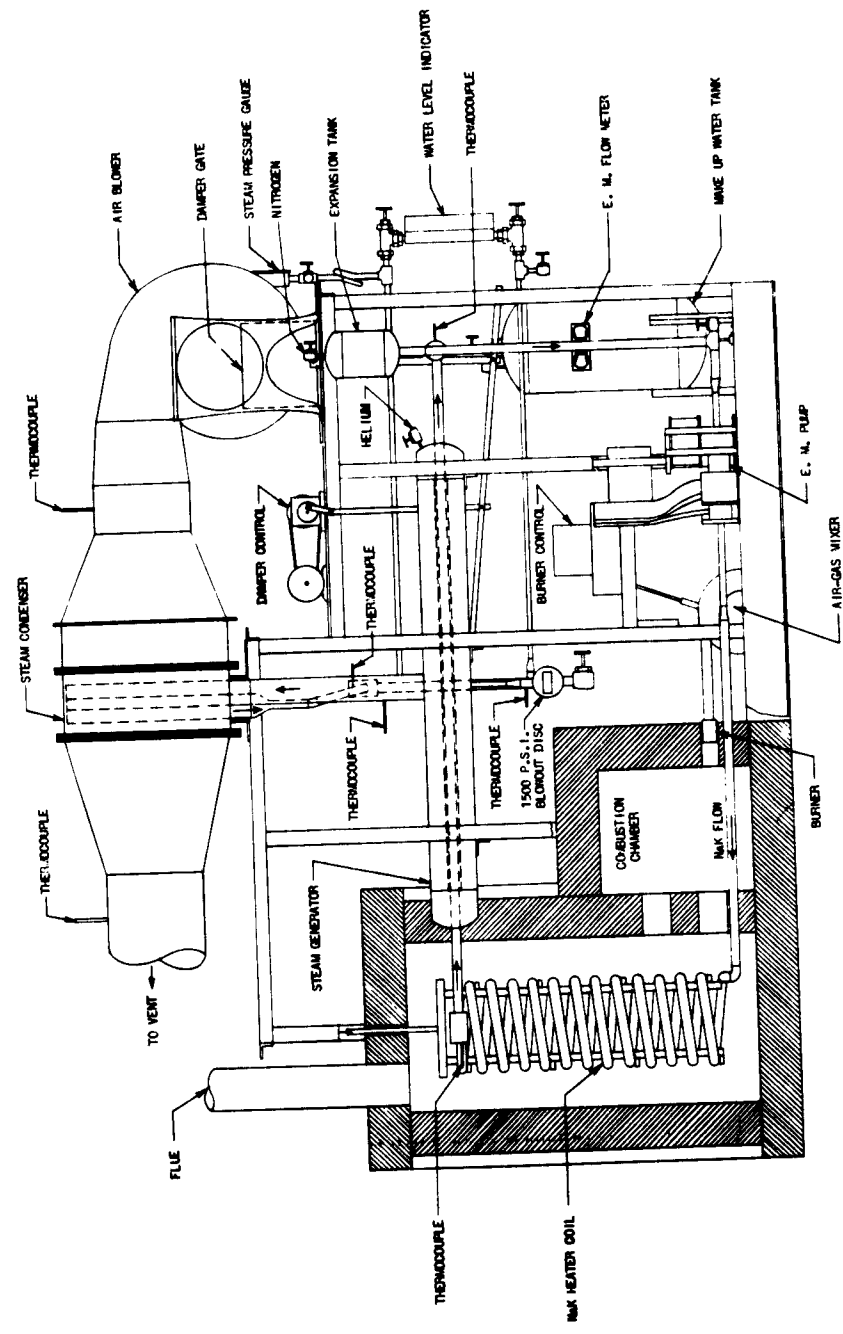 AIR BLOWER
DAMPER GATE
STEAM PRESSURE GAUGE
NITROGEN
EXPANSION TANK
WATER LEVEL INDICATOR
THERMOCOUPLE
E. M. FLOW METER
MAKE UP WATER TANK
THERMOCOUPLE
HELIUM
DAMPER CONTROL
BURNER CONTROL
E. M. PUMP
STEAM CONDENSER
THERMOCOUPLE
AIR-GAS MIXER
THERMOCOUPLE
THERMOCOUPLE
1500 P.S.I.
BLOWOUT DISC
COMBUSTION
CHAMBER
NaK FLOW
BURNER
THERMOCOUPLE
TO VENT
STEAM GENERATOR
FLUE
THERMOCOUPLE
NaK HEATER COIL